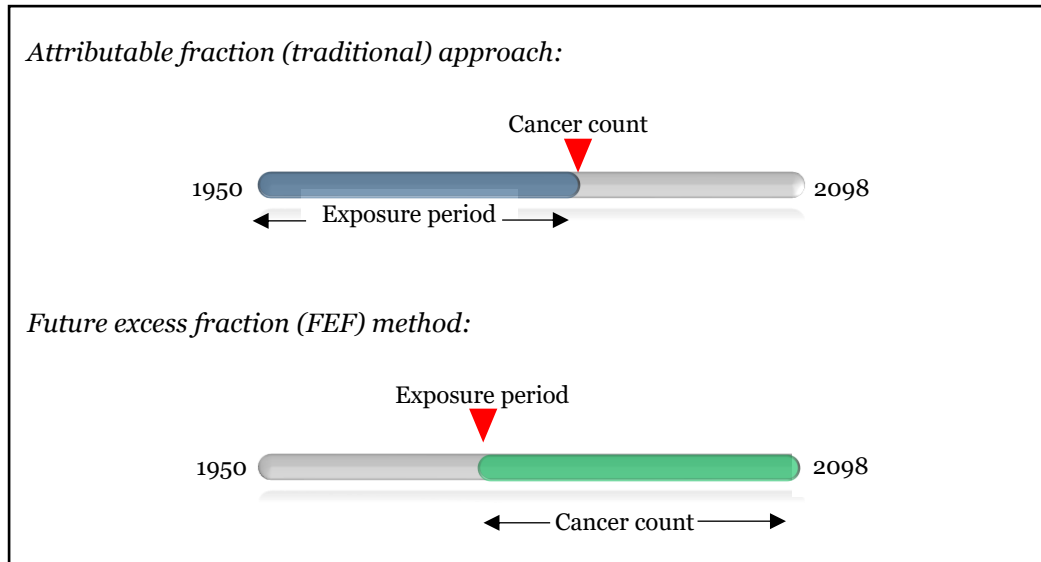 Attributable fraction (traditional) approach:
Cancer count
1950
2098
Exposure period
Future excess fraction (FEF) method:
Exposure period
1950
2098
Cancer count